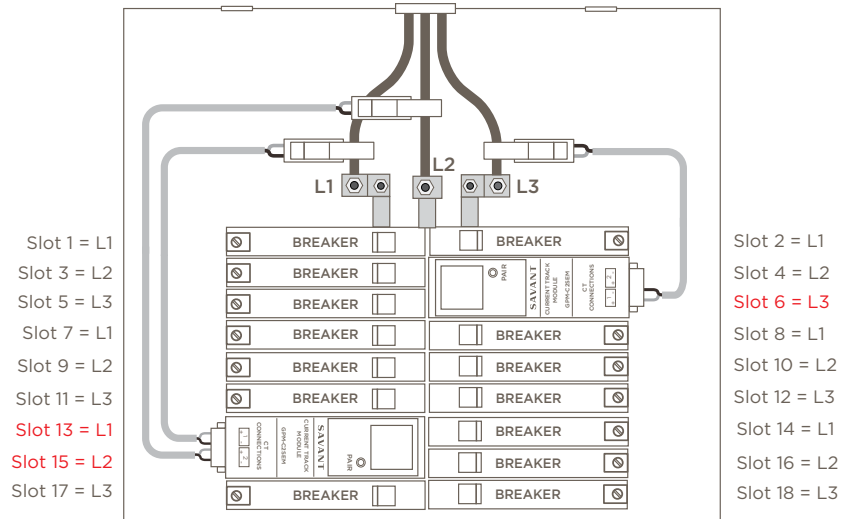 L1
L2
L3
Slot 1 = L1
Slot 3 = L2
Slot 5 = L3
Slot 7 = L1
Slot 9 = L2
Slot 11 = L3
Slot 13 = L1
Slot 15 = L2
Slot 17 = L3
BREAKER
BREAKER
BREAKER
BREAKER
BREAKER
BREAKER
1
2
CT
CONNECTIONS
GPM-C2SEM
CURRENT TRACK
MODULE
SAVANT
PAIR
BREAKER
BREAKER
PAIR
SAVANT
CURRENT TRACK
MODULE
GPM-C2SEM
CT
CONNECTIONS
2
1
BREAKER
BREAKER
BREAKER
BREAKER
BREAKER
BREAKER
Slot 2 = L1
Slot 4 = L2
Slot 6 = L3
Slot 8 = L1
Slot 10 = L2
Slot 12 = L3
Slot 14 = L1
Slot 16 = L2
Slot 18 = L3